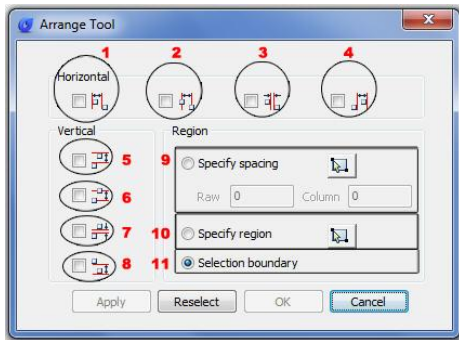 Arrange Tool
1 2 3 4
Horizontal
Vertical Region
5 9 Specify spacing
6 Raw 0 Column 0
7 10 Specify region
8 11 Selection boundary
Apply Reselect OK Cancel